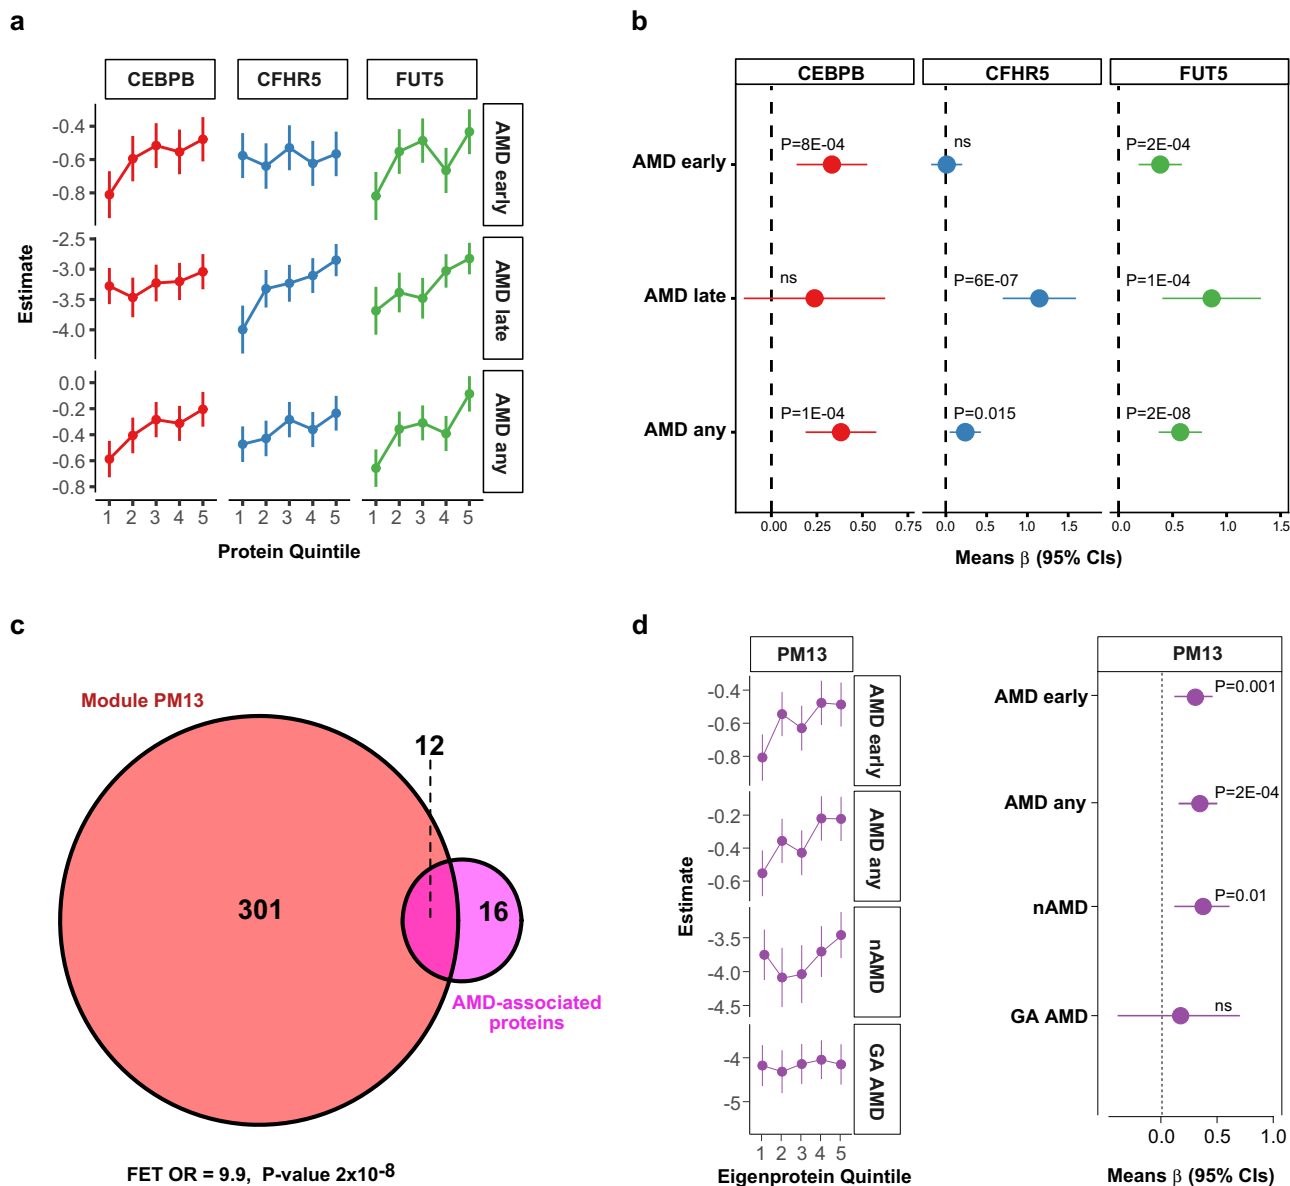 a
CEBPB
CFHR5
FUT5
-0.4
-0.6
-0.8
AMD early
-2.5
-3.0
-3.5
-4.0
AMD late
0.0
-0.2
-0.4
-0.6
-0.8
AMD any
Estimate
1 2 3 4 5
1 2 3 4 5
1 2 3 4 5
Protein Quintile
b
CEBPB
CFHR5
FUT5
AMD early
P=8E-04
ns
P=2E-04
AMD late
ns
P=6E-07
P=1E-04
AMD any
P=1E-04
P=0.015
P=2E-08
0.00 0.25 0.50 0.75
0.0 0.5 1.0 1.5
0.0 0.5 1.0 1.5
Means β (95% CIs)
c
Module PM13
12
301
16
AMD-associated
proteins
FET OR = 9.9, P-value 2x10-8
d
PM13
-0.4
-0.6
-0.8
AMD early
-0.2
-0.4
-0.6
AMD any
-3.5
-4.0
-4.5
nAMD
-4
-5
GA AMD
Estimate
1 2 3 4 5
Eigenprotein Quintile
PM13
AMD early
P=0.001
AMD any
P=2E-04
nAMD
P=0.01
GA AMD
ns
0.0 0.5 1.0
Means β (95% CIs)